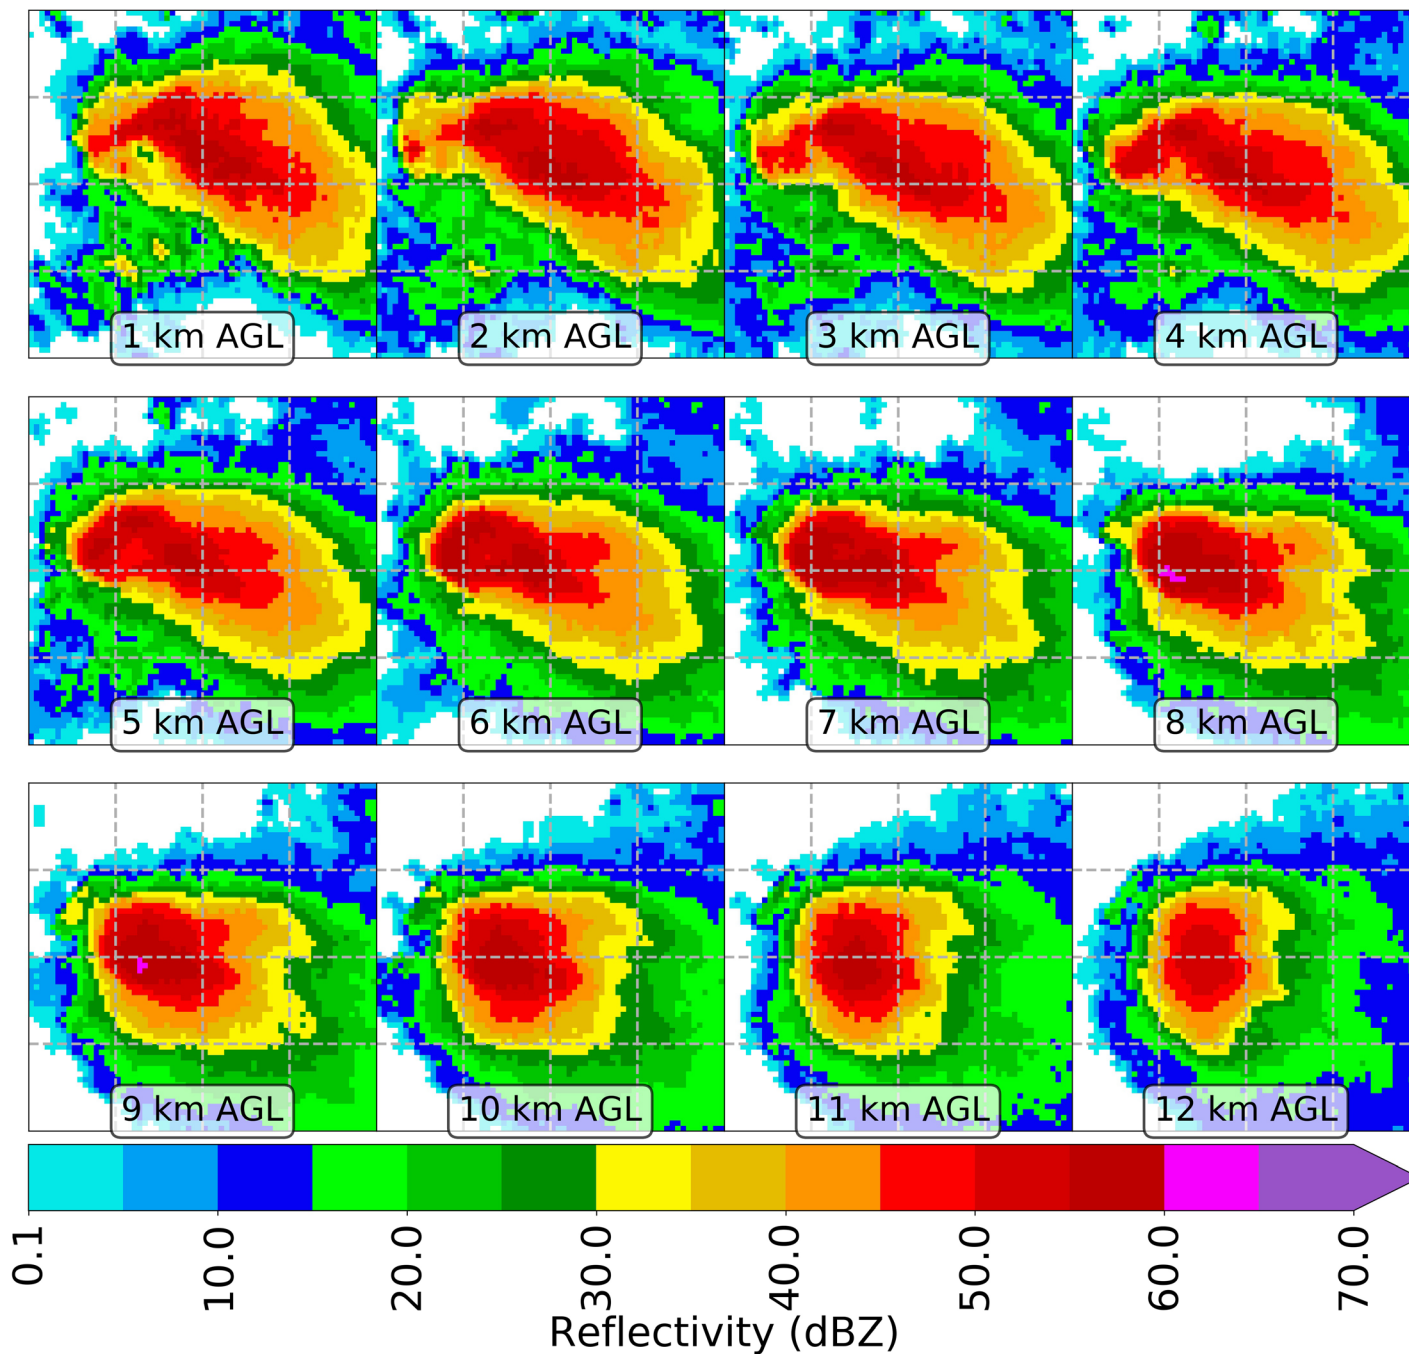 1 km AGL
2 km AGL
3 km AGL
4 km AGL
5 km AGL
6 km AGL
7 km AGL
8 km AGL
9 km AGL
10 km AGL
11 km AGL
12 km AGL
0.1
10.0
20.0
30.0
40.0
50.0
60.0
70.0
Reflectivity (dBZ)